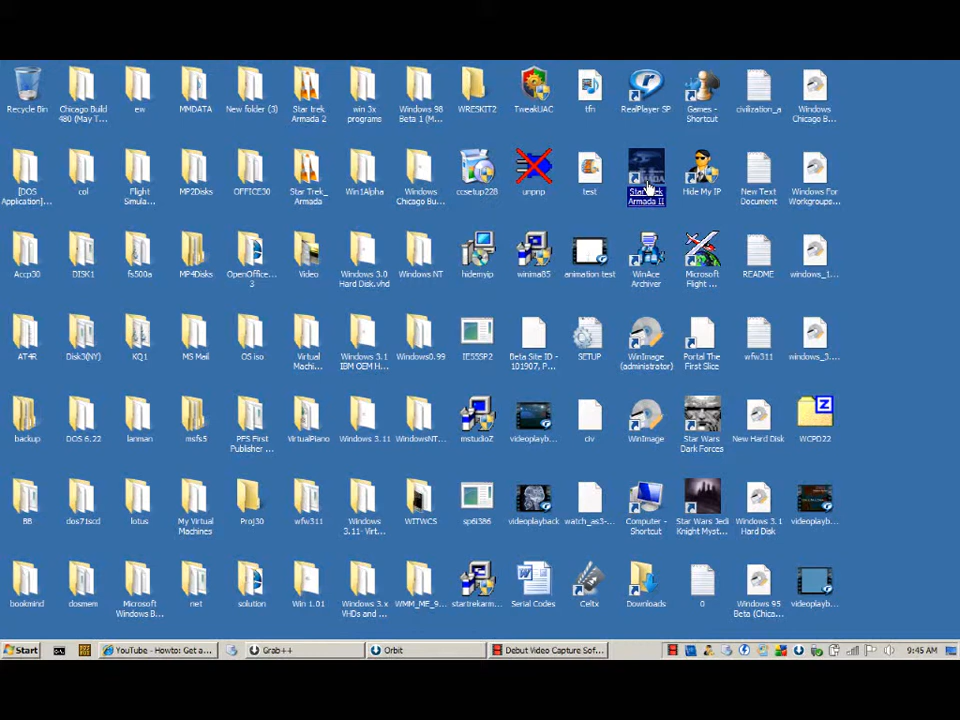 Recycle Bin
Chicago Build
480 (May T...
ew
MMDATA
New folder (3)
Star trek
Armada 2
win 3x
programs
Windows 98
Beta 1 (M...
WRESKIT2
TweakUAC
tfn
RealPlayer SP
Games -
Shortcut
civilization_a
Windows
Chicago B...
[DOS
Application]...
col
Flight
Simula...
MP2Disks
OFFICE30
Star_Trek_
Armada
Win1Alpha
Windows
Chicago Bu...
ccsetup228
unpnp
test
Star Trek
Armada II
Hide My IP
New Text
Document
Windows For
Workgroups...
Accp30
DISK1
fs500a
MP4Disks
OpenOffice...
3
Video
Windows 3.0
Hard Disk.vhd
Windows NT
hidemyip
winima85
animation test
WinAce
Archiver
Microsoft
Flight ...
README
windows_1...
AT4R
Disk3(NY)
KQ1
MS Mail
OS iso
Virtual
Machi...
Windows 3.1
IBM OEM H...
Windows0.99
IE55SP2
Beta Site ID -
101907, P...
SETUP
WinImage
(administrator)
Portal The
First Slice
wfw311
windows_3...
backup
DOS 6.22
lanman
msfs5
PFS First
Publisher ...
VirtualPiano
Windows 3.11
WindowsNT...
mstudioZ
videoplayb...
civ
WinImage
Star Wars
Dark Forces
New Hard Disk
WCPD22
BB
dos71scd
lotus
My Virtual
Machines
Proj30
wfw311
Windows
3.11- Virt...
WITWCS
sp6i386
videoplayback
watch_as3-...
Computer -
Shortcut
Star Wars Jedi
Knight Myst...
Windows 3.1
Hard Disk
videoplayb...
bookmind
dosmem
Microsoft
Windows B...
net
solution
Win 1.01
Windows 3.x
VHDs and ...
WMM_ME_9...
startrekarm...
Serial Codes
Celtx
Downloads
0
Windows 95
Beta (Chica...
videoplayb...
Start
YouTube - Howto: Get a...
Grab++
Orbit
Debut Video Capture Sof...
9:45 AM